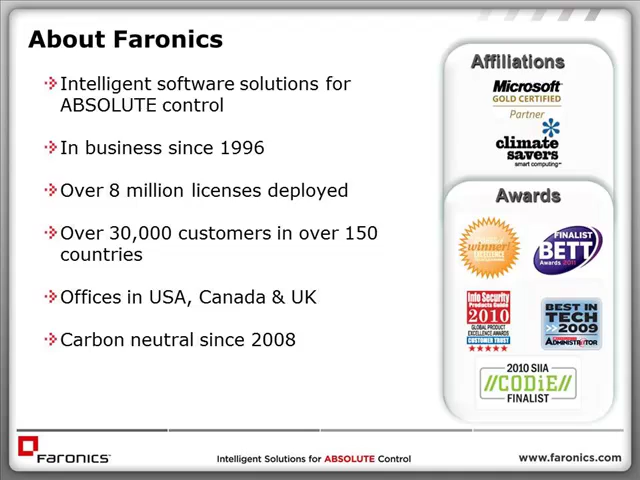 About Faronics
Intelligent software solutions for
ABSOLUTE control
In business since 1996
Over 8 million licenses deployed
Over 30,000 customers in over 150
countries
Offices in USA, Canada & UK
Carbon neutral since 2008
Affiliations
Microsoft
GOLD CERTIFIED
Partner
climate
savers
smart computing
Awards
winner!
EXCELLENCE
FINALIST
BETT
Awards 2011
Info Security
Products Guide
2010
GLOBAL PRODUCT
EXCELLENCE AWARDS
CUSTOMER TRUST
BEST IN
TECH
>>2009
ADMINISTRATOR
2010 SIIA
//CODiE//
FINALIST
FARONICS
Intelligent Solutions for ABSOLUTE Control
www.faronics.com